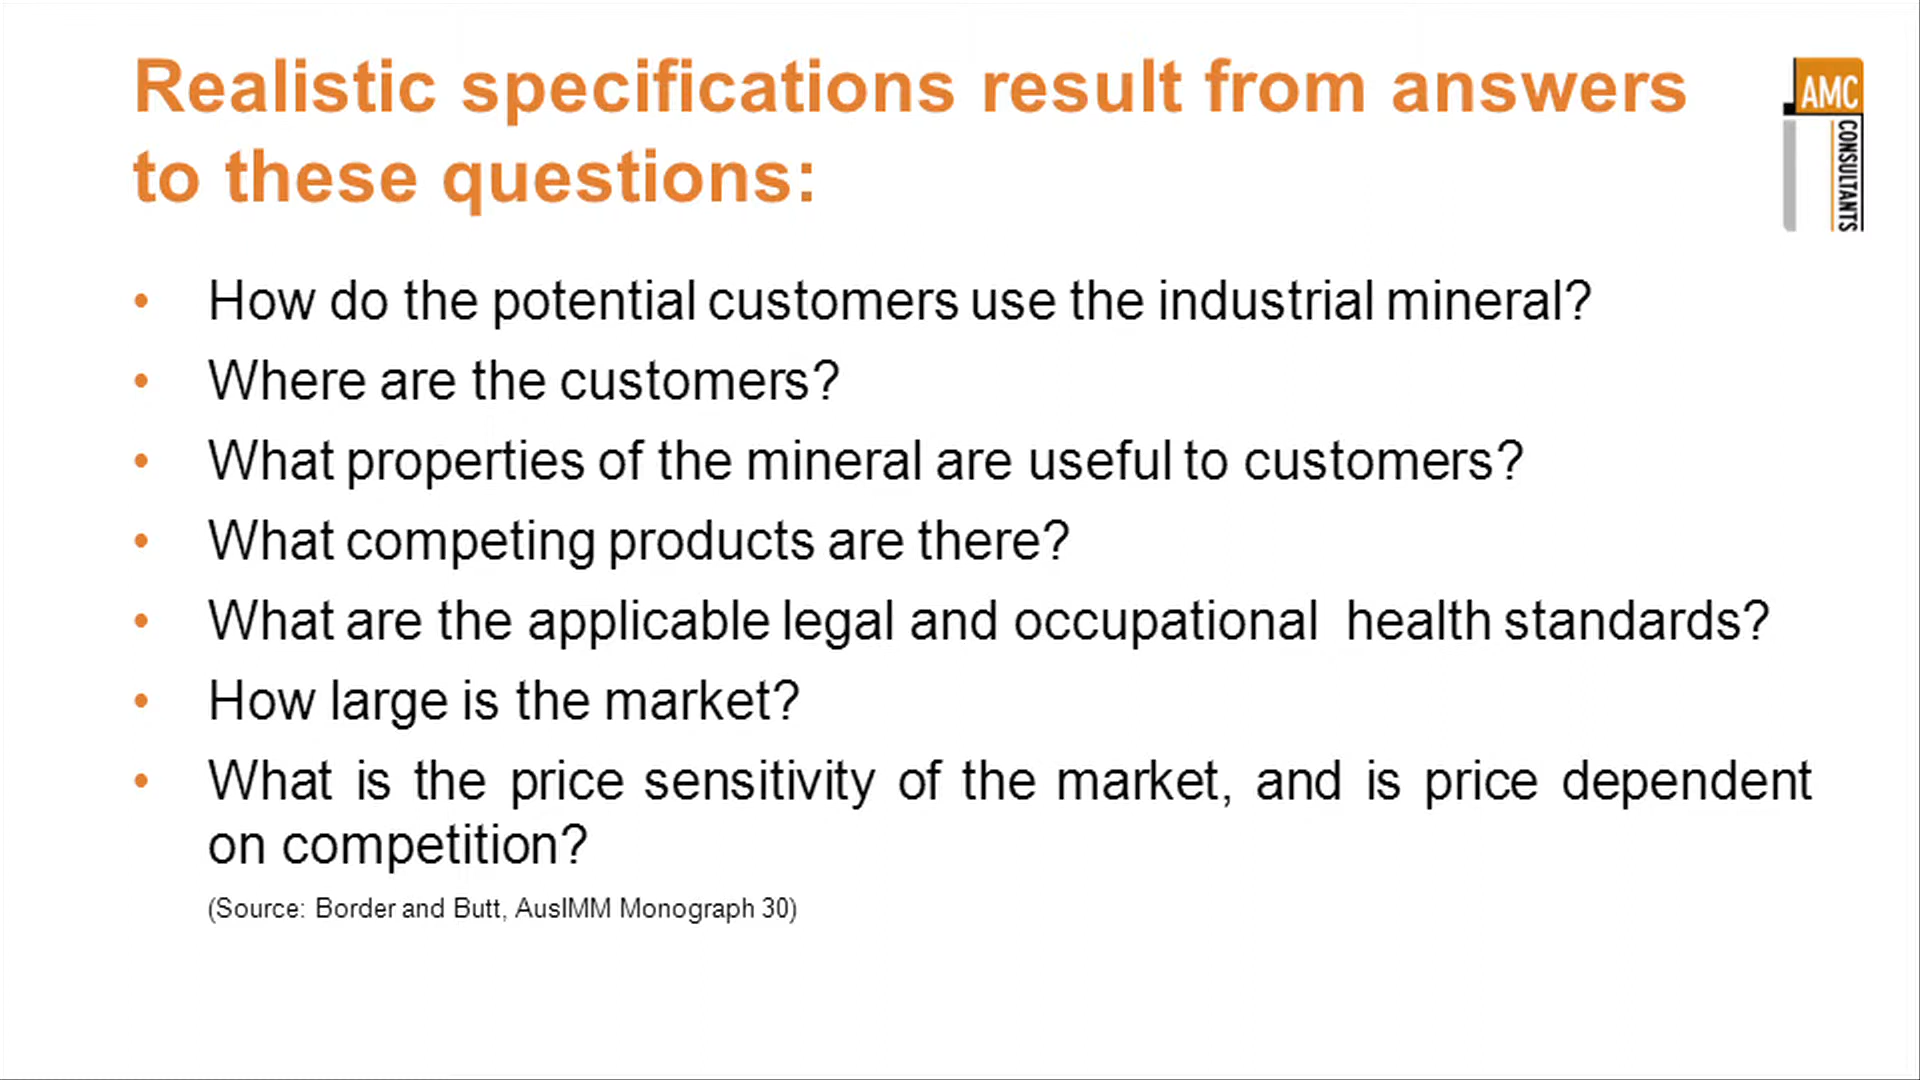 Realistic specifications result from answers
to these questions:
AMC
CONSULTANTS
• How do the potential customers use the industrial mineral?
• Where are the customers?
• What properties of the mineral are useful to customers?
• What competing products are there?
• What are the applicable legal and occupational  health standards?
• How large is the market?
• What is the price sensitivity of the market, and is price dependent
on competition?
(Source: Border and Butt, AusIMM Monograph 30)